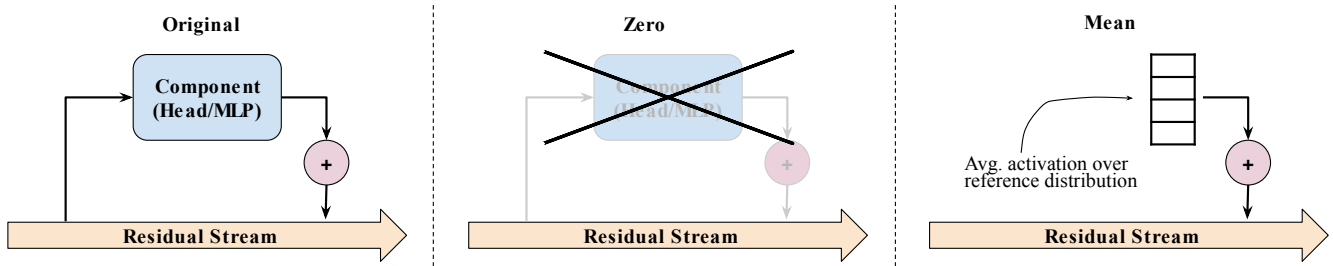 Original
Component
(Head/MLP)
+
Residual Stream
Zero
Component
(Head/MLP)
+
Residual Stream
Mean
Avg. activation over
reference distribution
+
Residual Stream